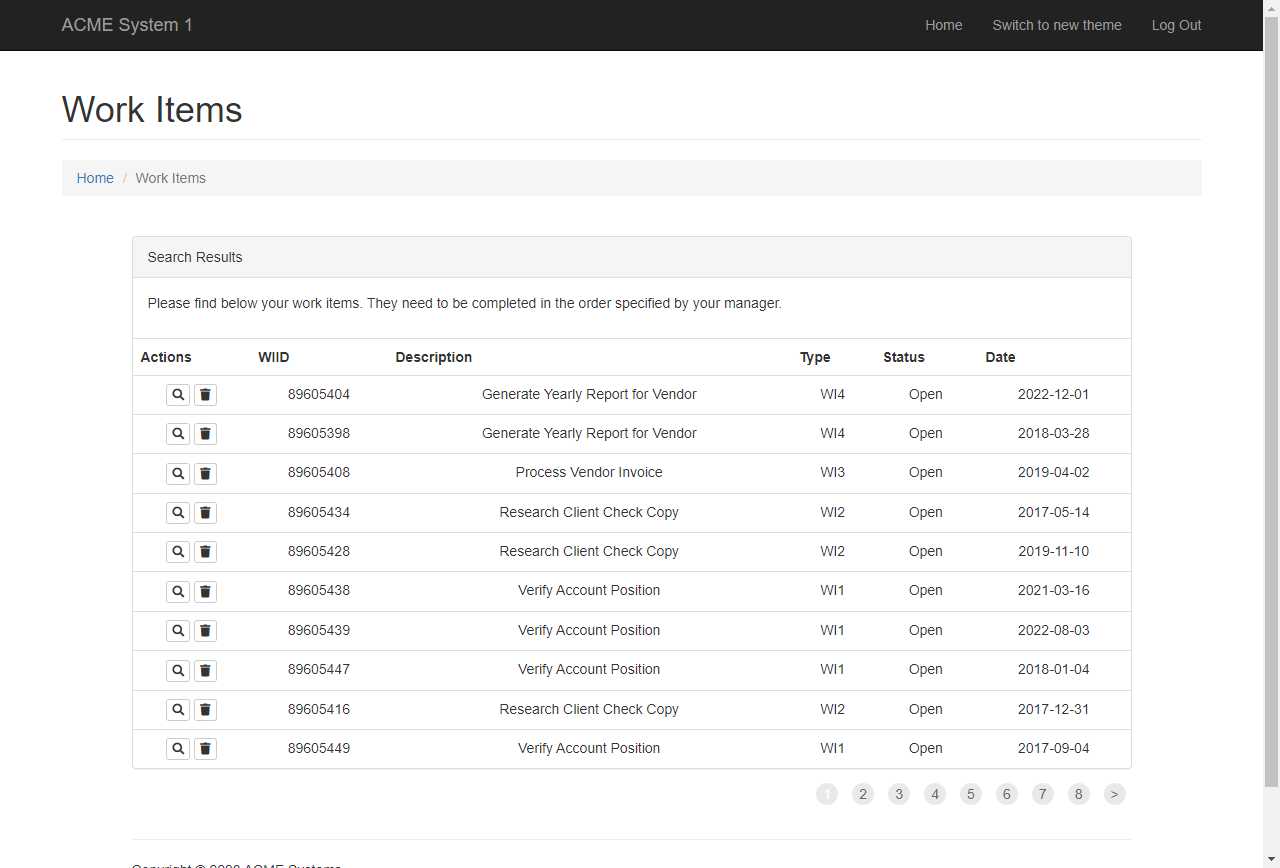 ACME System 1 Home Switch to new theme Log Out
Work Items
Home / Work Items
Search Results
Please find below your work items. They need to be completed in the order specified by your manager.
Actions WIID Description Type Status Date
89605404 Generate Yearly Report for Vendor WI4 Open 2022-12-01
89605398 Generate Yearly Report for Vendor WI4 Open 2018-03-28
89605408 Process Vendor Invoice WI3 Open 2019-04-02
89605434 Research Client Check Copy WI2 Open 2017-05-14
89605428 Research Client Check Copy WI2 Open 2019-11-10
89605438 Verify Account Position WI1 Open 2021-03-16
89605439 Verify Account Position WI1 Open 2022-08-03
89605447 Verify Account Position WI1 Open 2018-01-04
89605416 Research Client Check Copy WI2 Open 2017-12-31
89605449 Verify Account Position WI1 Open 2017-09-04
1 2 3 4 5 6 7 8 >
Copyright © ACME Systems